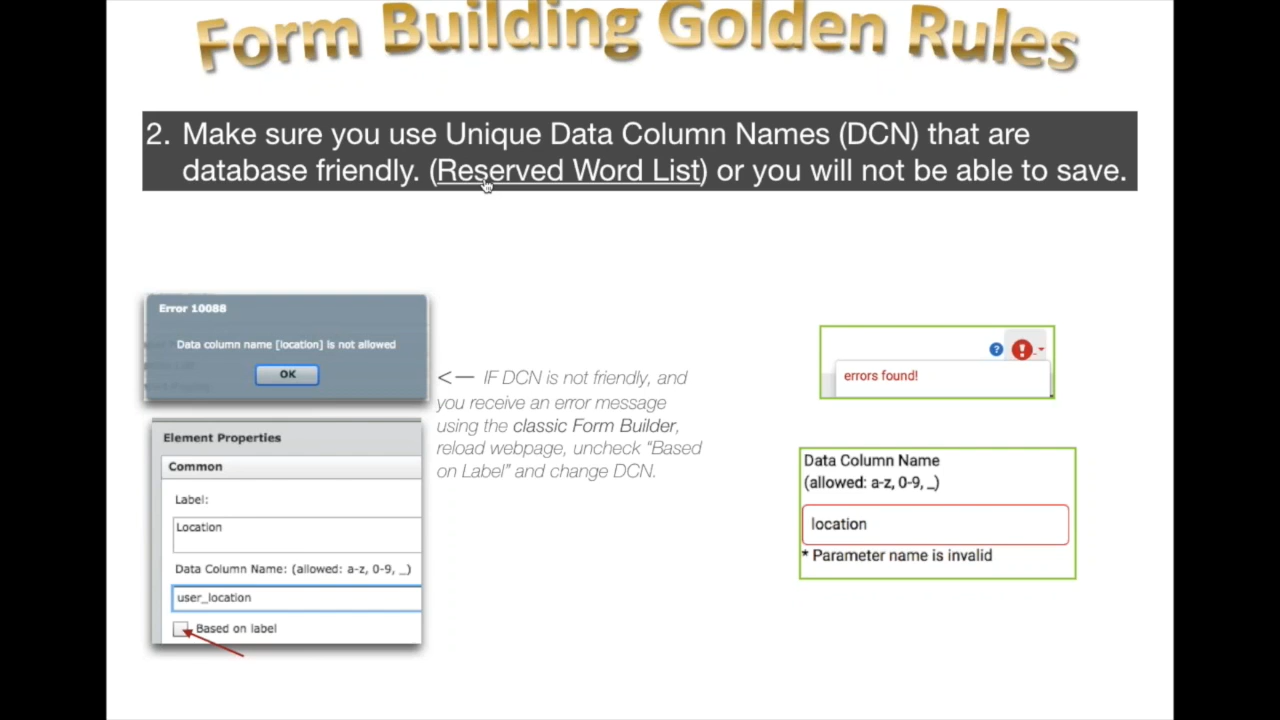 Form Building Golden Rules
2. Make sure you use Unique Data Column Names (DCN) that are
database friendly. (Reserved Word List) or you will not be able to save.
Error 10088
Data column name [location] is not allowed
OK
<— IF DCN is not friendly, and
you receive an error message
using the classic Form Builder,
reload webpage, uncheck “Based
on Label” and change DCN.
Element Properties
Common
Label:
Location
Data Column Name: (allowed: a-z, 0-9, _)
user_location
Based on label
? !
errors found!
Data Column Name
(allowed: a-z, 0-9, _)
location
* Parameter name is invalid